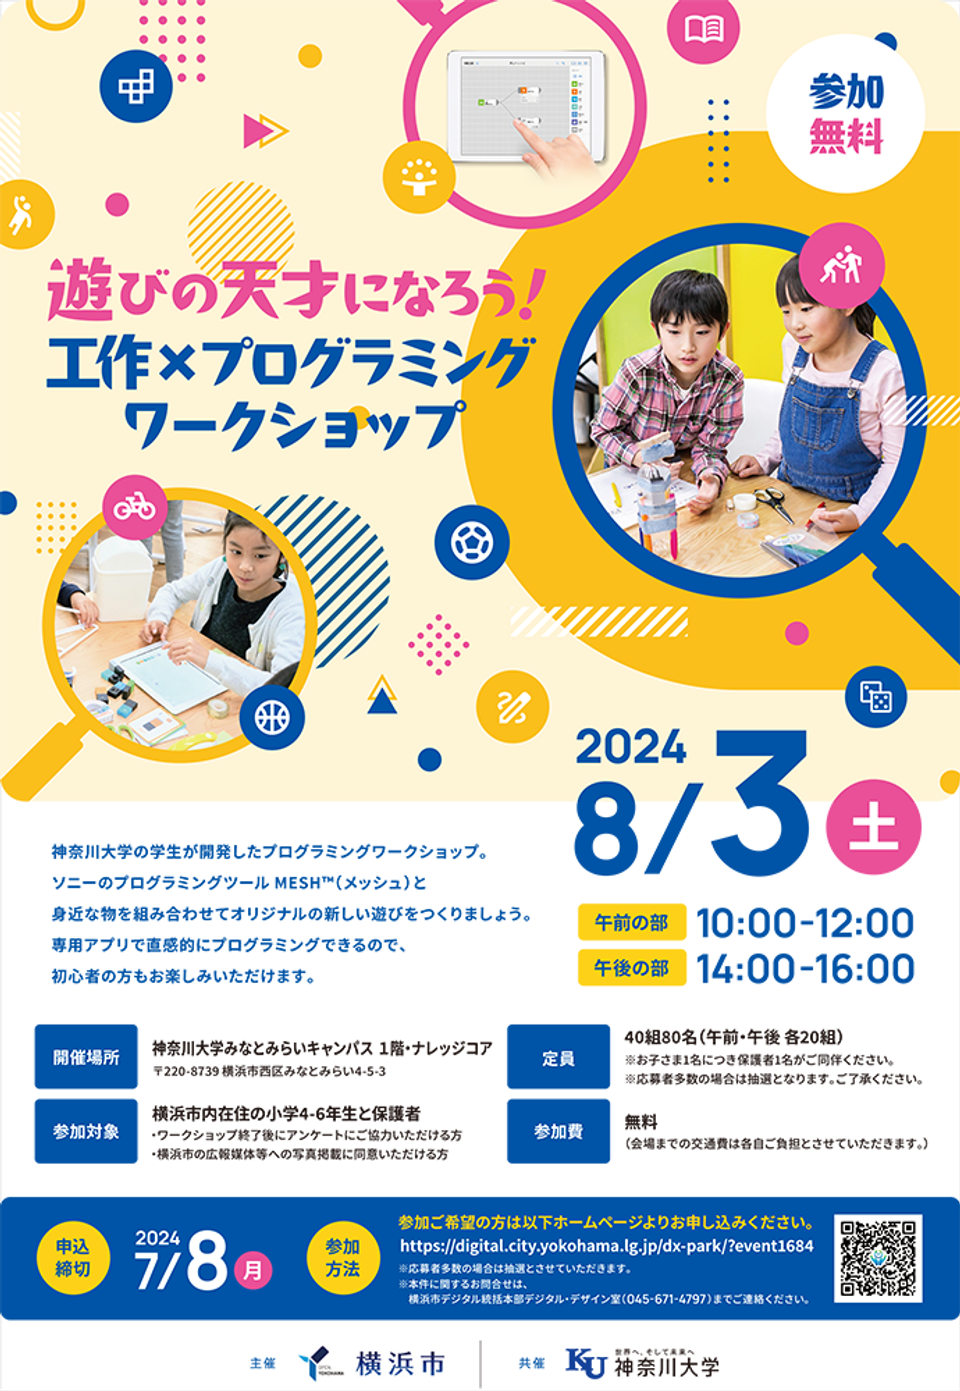 参加
無料
遊びの天才になろう!
工作×プログラミング
ワークショップ
2024
8/3 土
午前の部 10:00-12:00
午後の部 14:00-16:00
神奈川大学の学生が開発したプログラミングワークショップ。
ソニーのプログラミングツール MESH™(メッシュ)と
身近な物を組み合わせてオリジナルの新しい遊びをつくりましょう。
専用アプリで直感的にプログラミングできるので、
初心者の方もお楽しみいただけます。
開催場所
神奈川大学みなとみらいキャンパス 1階・ナレッジコア
〒220-8739 横浜市西区みなとみらい4-5-3
定員
40組80名(午前・午後 各20組)
※お子さま1名につき保護者1名がご同伴ください。
※応募者多数の場合は抽選となります。ご了承ください。
参加対象
横浜市内在住の小学4-6年生と保護者
・ワークショップ終了後にアンケートにご協力いただける方
・横浜市の広報媒体等への写真掲載に同意いただける方
参加費
無料
(会場までの交通費は各自ご負担とさせていただきます。)
申込
締切
2024
7/8 月
参加
方法
参加ご希望の方は以下ホームページよりお申し込みください。
https://digital.city.yokohama.lg.jp/dx-park/?event1684
※応募者多数の場合は抽選とさせていただきます。
※本件に関するお問合せは、
横浜市デジタル統括本部デジタル・デザイン室(045-671-4797)までご連絡ください。
主催
OPEN
YOKOHAMA
横浜市
共催
KU
世界へ、そして未来へ
神奈川大学